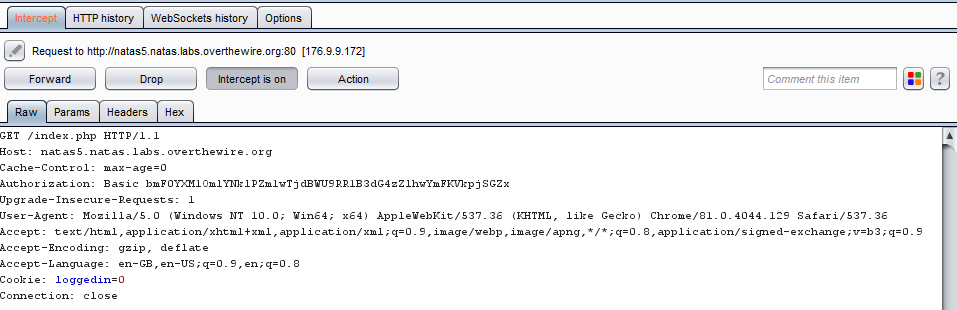 Intercept HTTP history WebSockets history Options
Request to http://natas5.natas.labs.overthewire.org:80 [176.9.9.172]
Forward Drop Intercept is on Action Comment this item ?
Raw Params Headers Hex
GET /index.php HTTP/1.1
Host: natas5.natas.labs.overthewire.org
Cache-Control: max-age=0
Authorization: Basic bmF0YXM1OmlYNklPZm1wTjdBWU9RR1B3dG4zZlhwYmFKVkpjSGZx
Upgrade-Insecure-Requests: 1
User-Agent: Mozilla/5.0 (Windows NT 10.0; Win64; x64) AppleWebKit/537.36 (KHTML, like Gecko) Chrome/81.0.4044.129 Safari/537.36
Accept: text/html,application/xhtml+xml,application/xml;q=0.9,image/webp,image/apng,*/*;q=0.8,application/signed-exchange;v=b3;q=0.9
Accept-Encoding: gzip, deflate
Accept-Language: en-GB,en-US;q=0.9,en;q=0.8
Cookie: loggedin=0
Connection: close